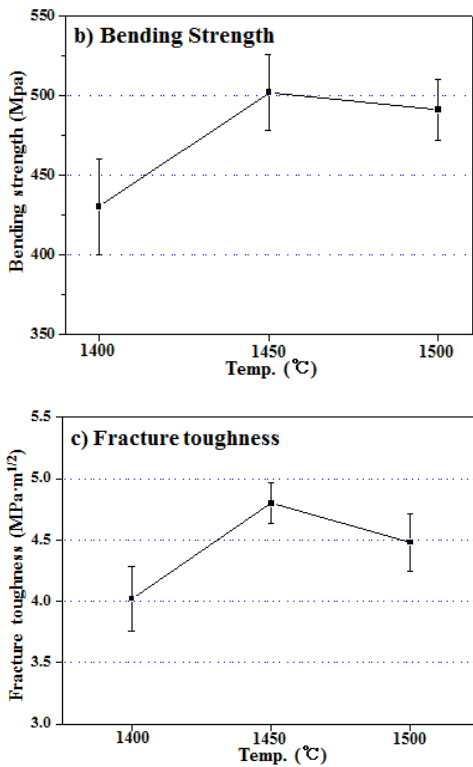 b) Bending Strength
550
500
450
400
350
Bending strength (Mpa)
1400 1450 1500
Temp. (℃)
c) Fracture toughness
5.5
5.0
4.5
4.0
3.5
3.0
Fracture toughness (MPa·m^1/2)
1400 1450 1500
Temp. (℃)